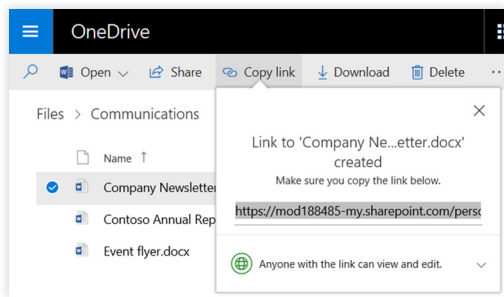 OneDrive
Open Share Copy link Download Delete
Files > Communications
Name ↑
Company Newsletter
Contoso Annual Rep
Event flyer.docx
Link to 'Company Ne...etter.docx'
created
Make sure you copy the link below.
https://mod188485-my.sharepoint.com/perso
Anyone with the link can view and edit.